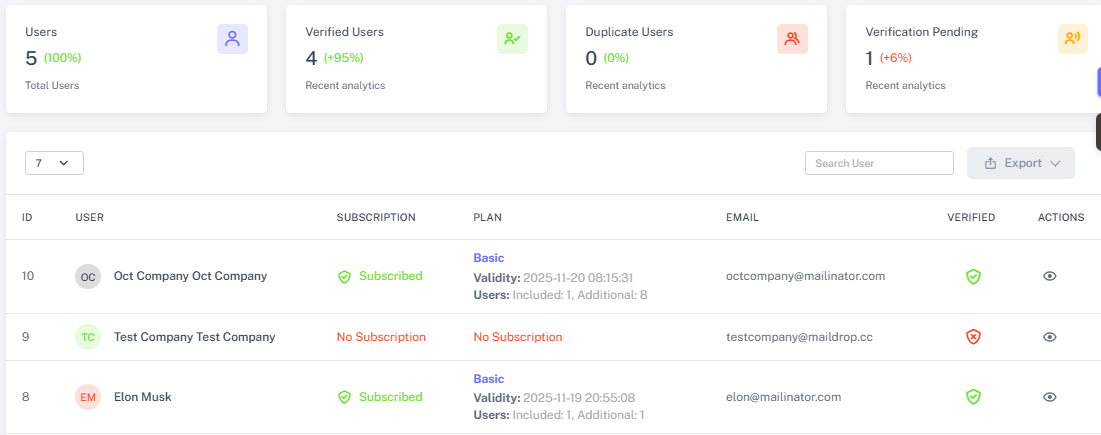 Users
5 (100%)
Total Users
Verified Users
4 (+95%)
Recent analytics
Duplicate Users
0 (0%)
Recent analytics
Verification Pending
1 (+6%)
Recent analytics
7
Search User
Export
ID USER SUBSCRIPTION PLAN EMAIL VERIFIED ACTIONS
10 OC Oct Company Oct Company Subscribed Basic octcompany@mailinator.com
Validity: 2025-11-20 08:15:31
Users: Included: 1, Additional: 8
9 TC Test Company Test Company No Subscription No Subscription testcompany@maildrop.cc
8 EM Elon Musk Subscribed Basic elon@mailinator.com
Validity: 2025-11-19 20:55:08
Users: Included: 1, Additional: 1